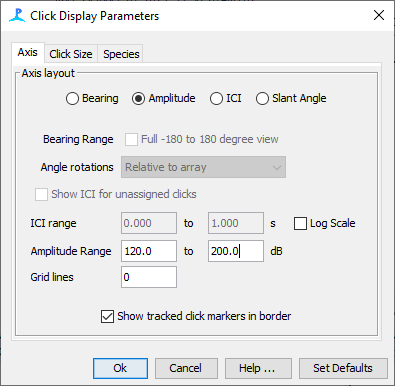 Click Display Parameters
Axis Click Size Species
Axis layout
Bearing Amplitude ICI Slant Angle
Bearing Range Full -180 to 180 degree view
Angle rotations Relative to array
Show ICI for unassigned clicks
ICI range 0.000 to 1.000 s Log Scale
Amplitude Range 120.0 to 200.0 dB
Grid lines 0
Show tracked click markers in border
Ok Cancel Help ... Set Defaults